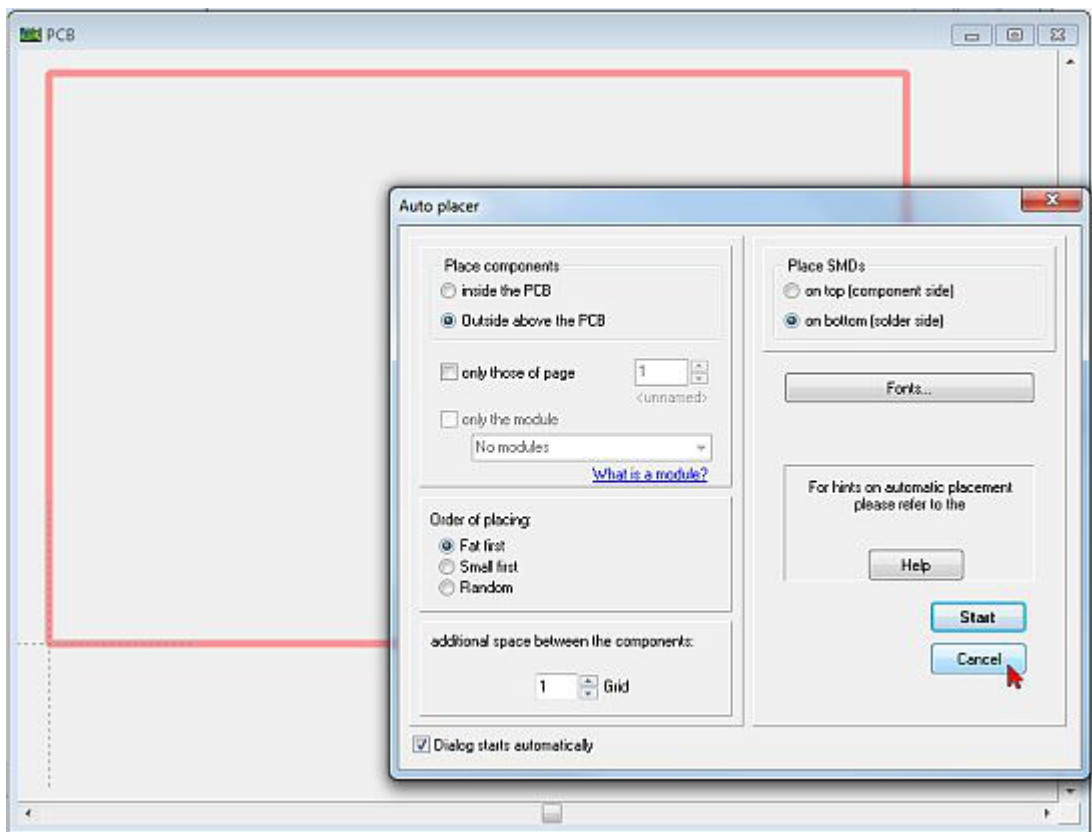 PCB
Auto placer
Place components
inside the PCB
Outside above the PCB
only those of page
1
<unnamed>
only the module
No modules
What is a module?
Order of placing:
Fat first
Small first
Random
additional space between the components:
1 Grid
Dialog starts automatically
Place SMDs
on top (component side)
on bottom (solder side)
Fonts...
For hints on automatic placement
please refer to the
Help
Start
Cancel